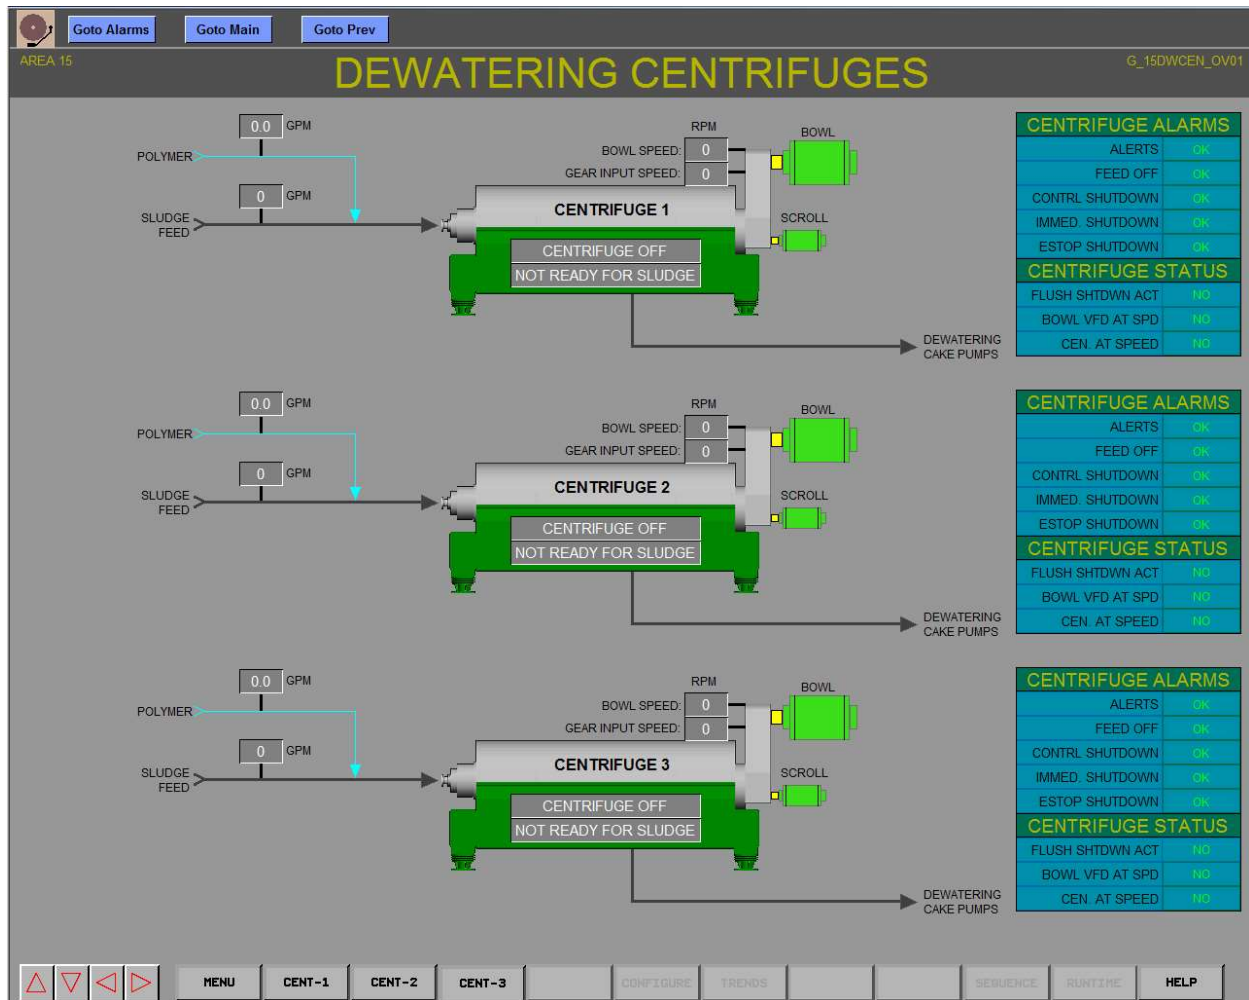 Goto Alarms Goto Main Goto Prev
AREA 15
DEWATERING CENTRIFUGES
G_15DWCEN_OV01
0.0 GPM
POLYMER
0 GPM
SLUDGE
FEED
RPM
BOWL SPEED: 0
GEAR INPUT SPEED: 0
BOWL
SCROLL
CENTRIFUGE 1
CENTRIFUGE OFF
NOT READY FOR SLUDGE
DEWATERING
CAKE PUMPS
CENTRIFUGE ALARMS
ALERTS OK
FEED OFF OK
CONTRL SHUTDOWN OK
IMMED. SHUTDOWN OK
ESTOP SHUTDOWN OK
CENTRIFUGE STATUS
FLUSH SHTDWN ACT NO
BOWL VFD AT SPD NO
CEN. AT SPEED NO
0.0 GPM
POLYMER
0 GPM
SLUDGE
FEED
RPM
BOWL SPEED: 0
GEAR INPUT SPEED: 0
BOWL
SCROLL
CENTRIFUGE 2
CENTRIFUGE OFF
NOT READY FOR SLUDGE
DEWATERING
CAKE PUMPS
CENTRIFUGE ALARMS
ALERTS OK
FEED OFF OK
CONTRL SHUTDOWN OK
IMMED. SHUTDOWN OK
ESTOP SHUTDOWN OK
CENTRIFUGE STATUS
FLUSH SHTDWN ACT NO
BOWL VFD AT SPD NO
CEN. AT SPEED NO
0.0 GPM
POLYMER
0 GPM
SLUDGE
FEED
RPM
BOWL SPEED: 0
GEAR INPUT SPEED: 0
BOWL
SCROLL
CENTRIFUGE 3
CENTRIFUGE OFF
NOT READY FOR SLUDGE
DEWATERING
CAKE PUMPS
CENTRIFUGE ALARMS
ALERTS OK
FEED OFF OK
CONTRL SHUTDOWN OK
IMMED. SHUTDOWN OK
ESTOP SHUTDOWN OK
CENTRIFUGE STATUS
FLUSH SHTDWN ACT NO
BOWL VFD AT SPD NO
CEN. AT SPEED NO
MENU CENT-1 CENT-2 CENT-3 CONFIGURE TRENDS SEQUENCE RUNTIME HELP